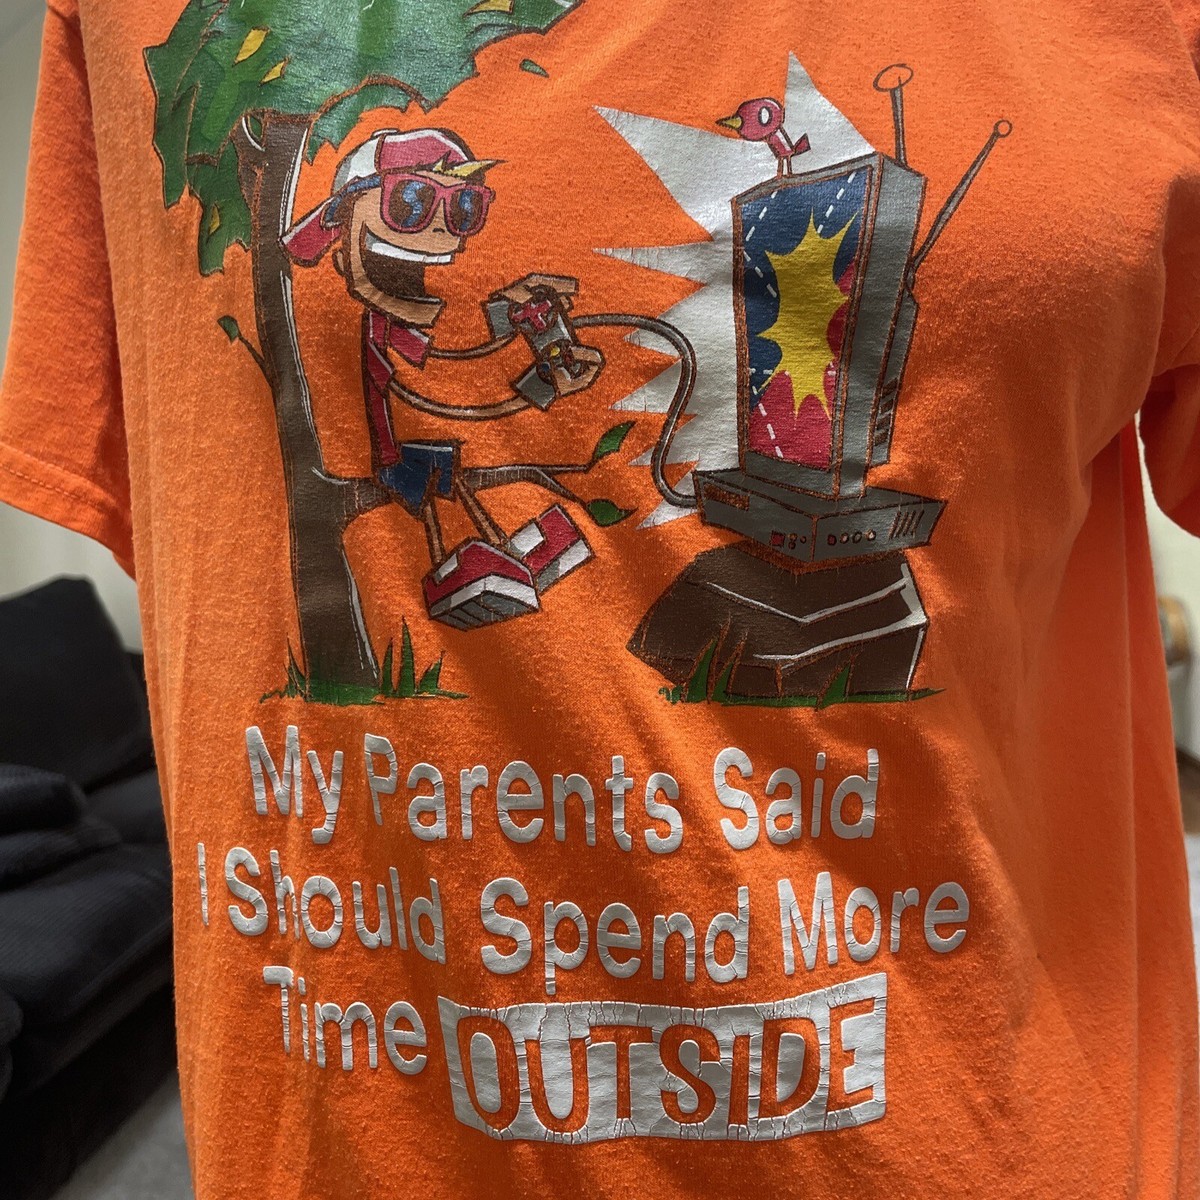 My Parents Said
I Should Spend More
Time OUTSIDE